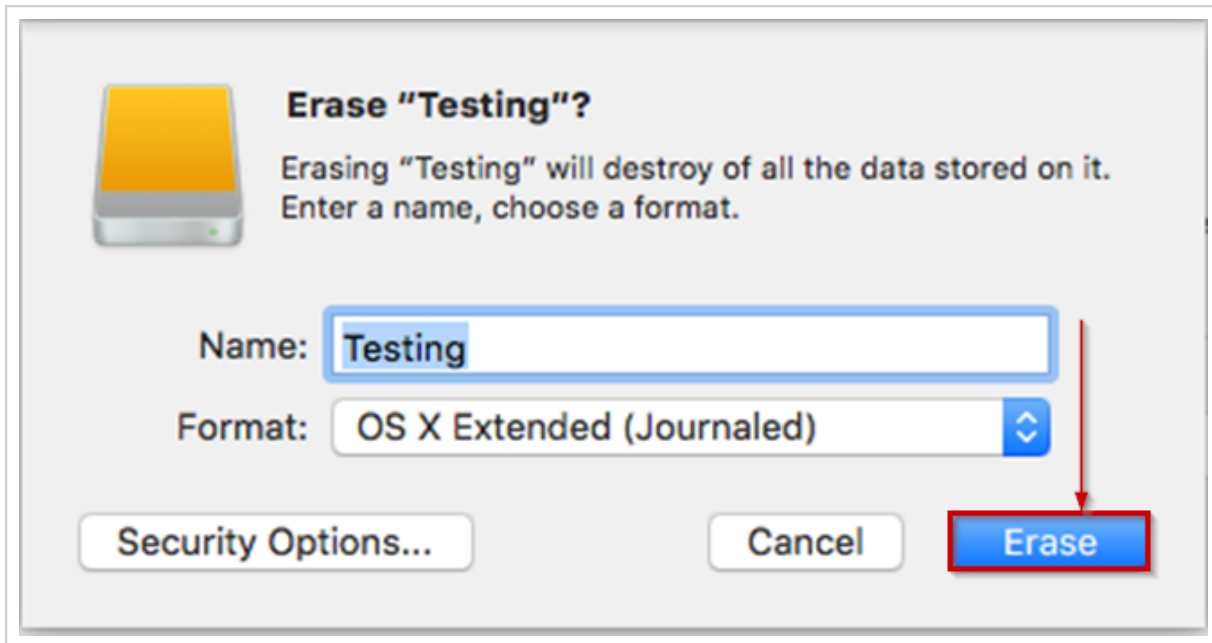 Erase “Testing”?
Erasing “Testing” will destroy of all the data stored on it.
Enter a name, choose a format.
Name: Testing
Format: OS X Extended (Journaled)
Security Options... Cancel Erase